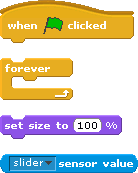 when clicked
forever
set size to 100 %
slider sensor value